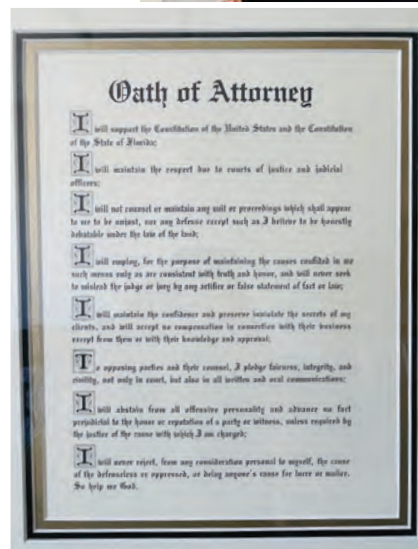 Oath of Attorney
I will support the Constitution of the United States and the Constitution
of the State of Florida;
I will maintain the respect due to courts of justice and judicial
officers;
I will not counsel or maintain any suit or proceedings which shall appear
to me to be unjust, nor any defense except such as I believe to be honestly
debatable under the law of the land;
I will employ, for the purpose of maintaining the causes confided in me
such means only as are consistent with truth and honor, and will never seek
to mislead the judge or jury by any artifice or false statement of fact or law;
I will maintain the confidence and preserve inviolate the secrets of my
clients, and will accept no compensation in connection with their business
except from them or with their knowledge and approval;
To opposing parties and their counsel, I pledge fairness, integrity, and
civility, not only in court, but also in all written and oral communications;
I will abstain from all offensive personality and advance no fact
prejudicial to the honor or reputation of a party or witness, unless required by
the justice of the cause with which I am charged;
I will never reject, from any consideration personal to myself, the cause
of the defenseless or oppressed, or delay anyone's cause for lucre or malice.
So help me God.